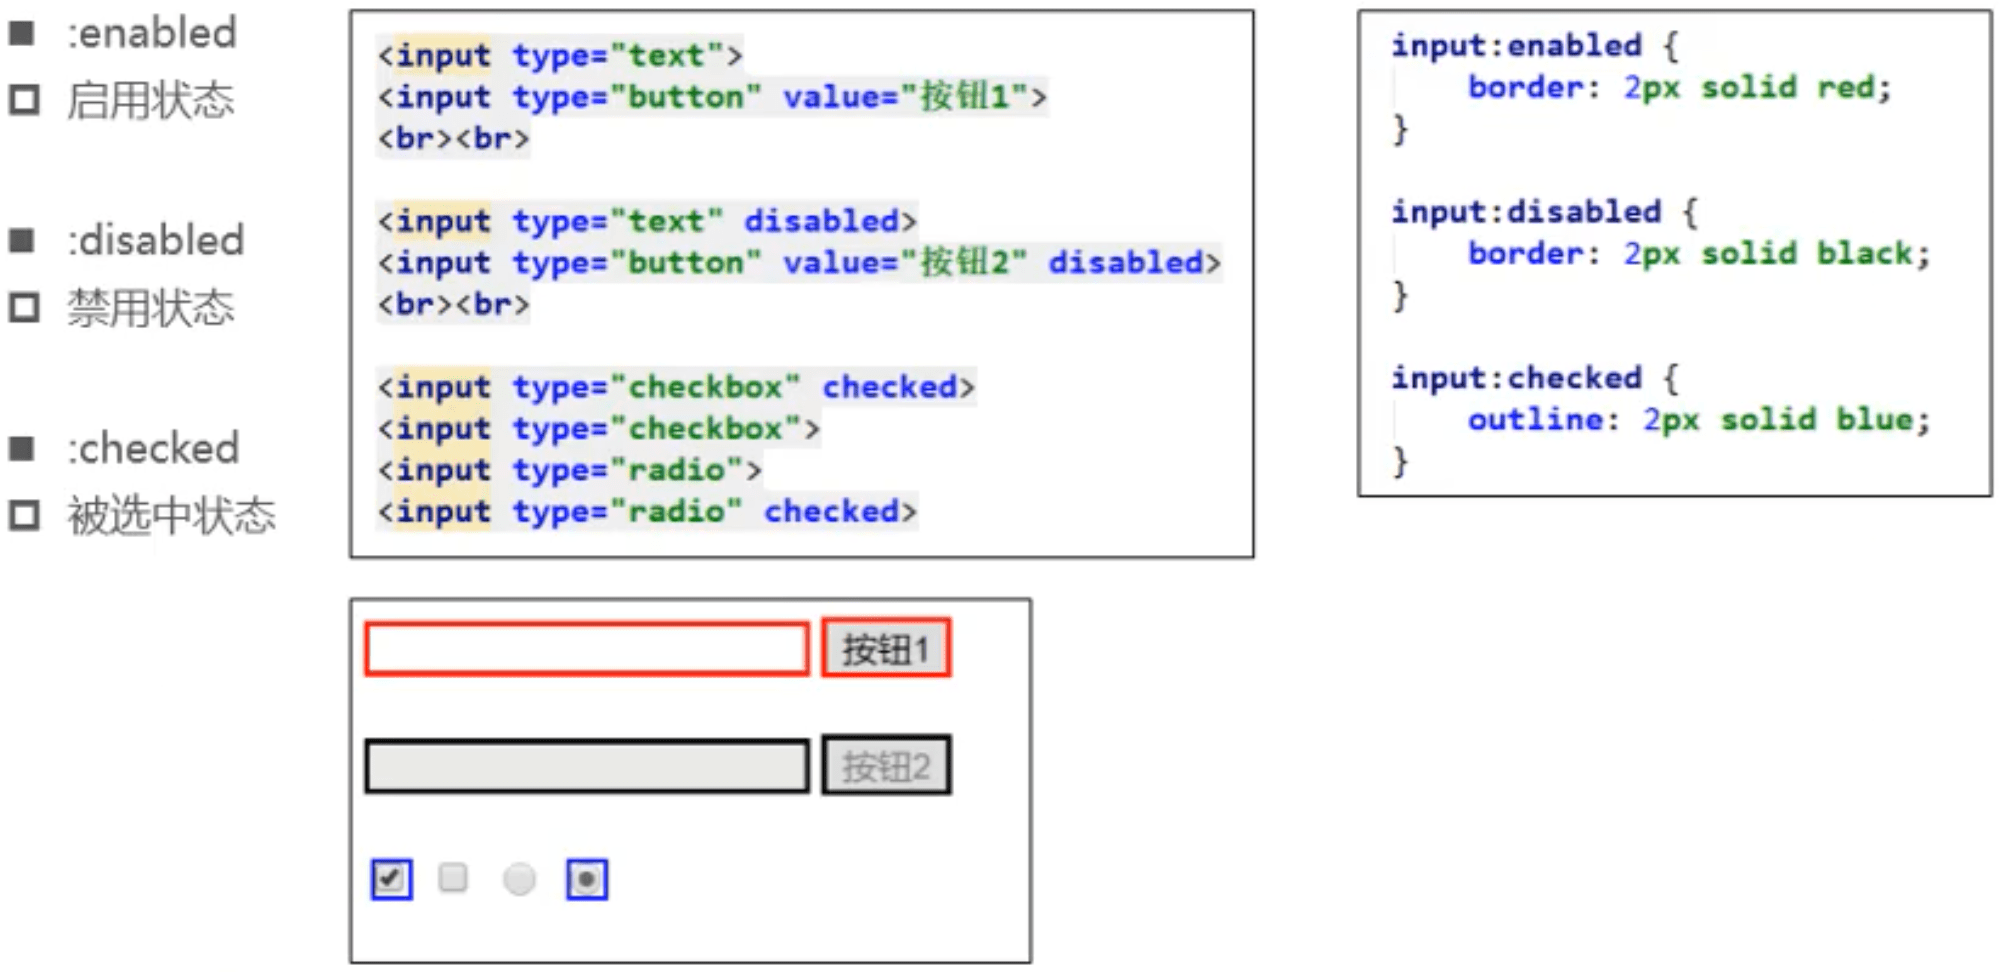 :enabled
启用状态
:disabled
禁用状态
:checked
被选中状态
<input type="text">
<input type="button" value="按钮1">
<br><br>
<input type="text" disabled>
<input type="button" value="按钮2" disabled>
<br><br>
<input type="checkbox" checked>
<input type="checkbox">
<input type="radio">
<input type="radio" checked>
input:enabled {
border: 2px solid red;
}
input:disabled {
border: 2px solid black;
}
input:checked {
outline: 2px solid blue;
}
按钮1
按钮2